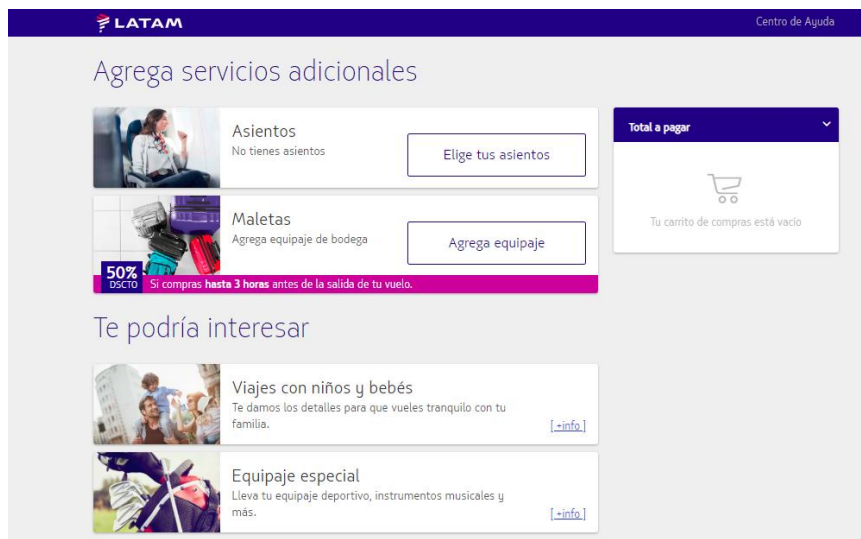 LATAM
Centro de Ayuda
Agrega servicios adicionales
Asientos
No tienes asientos
Elige tus asientos
Total a pagar
Tu carrito de compras está vacío
Maletas
Agrega equipaje de bodega
Agrega equipaje
50%
DSCTO
Si compras hasta 3 horas antes de la salida de tu vuelo.
Te podría interesar
Viajes con niños y bebés
Te damos los detalles para que vueles tranquilo con tu
familia.
[ +info ]
Equipaje especial
Lleva tu equipaje deportivo, instrumentos musicales y
más.
[ +info ]